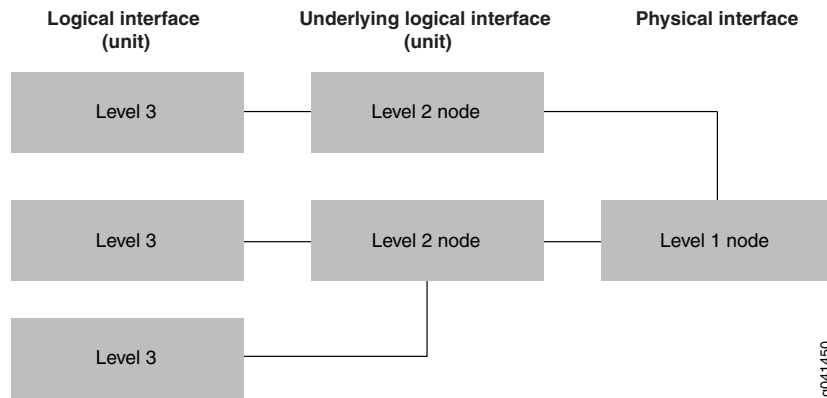 Logical interface
(unit)
Underlying logical interface
(unit)
Physical interface
Level 3
Level 2 node
Level 3
Level 2 node
Level 1 node
Level 3
g041450